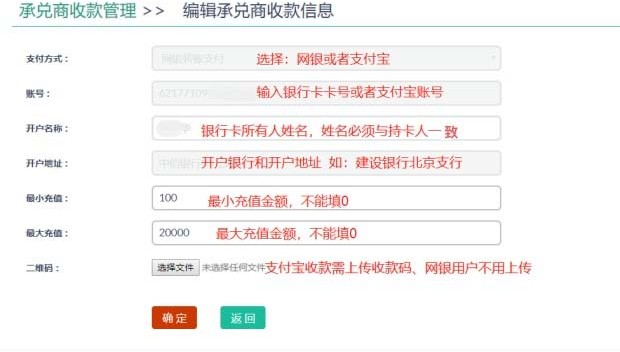 承兑商收款管理 >> 编辑承兑商收款信息
支付方式： 网银转账支付 选择：网银或者支付宝
账号： 62177109 输入银行卡卡号或者支付宝账号
开户名称： 银行卡所有人姓名，姓名必须与持卡人一致
开户地址： 中信银行 开户银行和开户地址 如：建设银行北京支行
最小充值： 100 最小充值金额，不能填0
最大充值： 20000 最大充值金额，不能填0
二维码： 选择文件 未选择任何文件 支付宝收款需上传收款码、网银用户不用上传
确定 返回